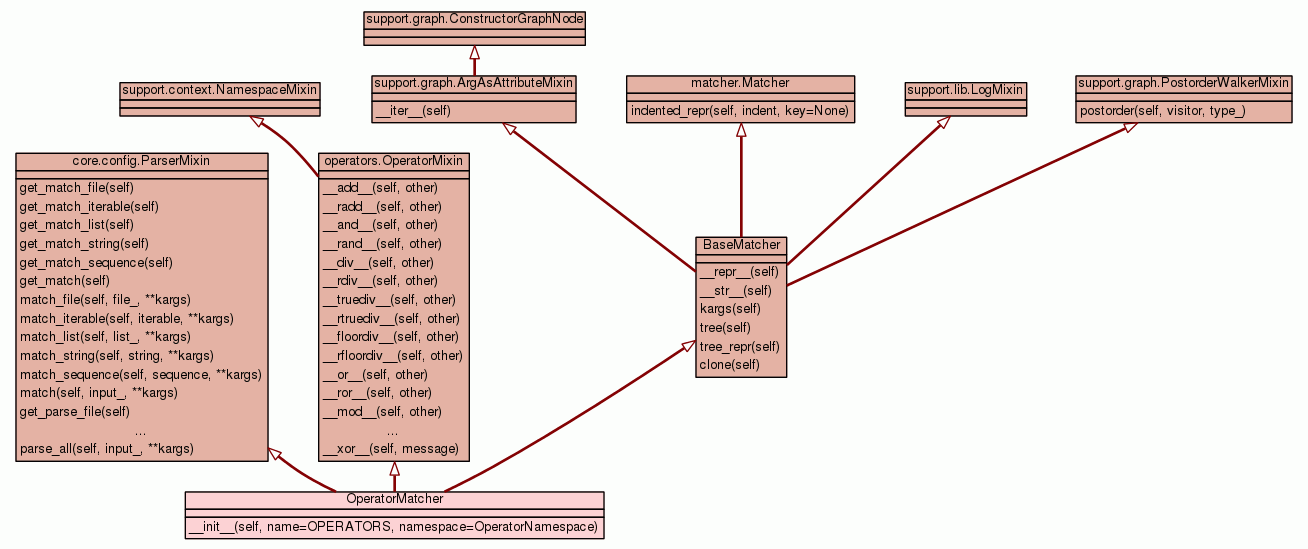 support.graph.ConstructorGraphNode
support.context.NamespaceMixin
support.graph.ArgAsAttributeMixin
__iter__(self)
matcher.Matcher
indented_repr(self, indent, key=None)
support.lib.LogMixin
support.graph.PostorderWalkerMixin
postorder(self, visitor, type_)
core.config.ParserMixin
get_match_file(self)
get_match_iterable(self)
get_match_list(self)
get_match_string(self)
get_match_sequence(self)
get_match(self)
match_file(self, file_, **kargs)
match_iterable(self, iterable, **kargs)
match_list(self, list_, **kargs)
match_string(self, string, **kargs)
match_sequence(self, sequence, **kargs)
match(self, input_, **kargs)
get_parse_file(self)
...
parse_all(self, input_, **kargs)
operators.OperatorMixin
__add__(self, other)
__radd__(self, other)
__and__(self, other)
__rand__(self, other)
__div__(self, other)
__rdiv__(self, other)
__truediv__(self, other)
__rtruediv__(self, other)
__floordiv__(self, other)
__rfloordiv__(self, other)
__or__(self, other)
__ror__(self, other)
__mod__(self, other)
...
__xor__(self, message)
BaseMatcher
__repr__(self)
__str__(self)
kargs(self)
tree(self)
tree_repr(self)
clone(self)
OperatorMatcher
__init__(self, name=OPERATORS, namespace=OperatorNamespace)